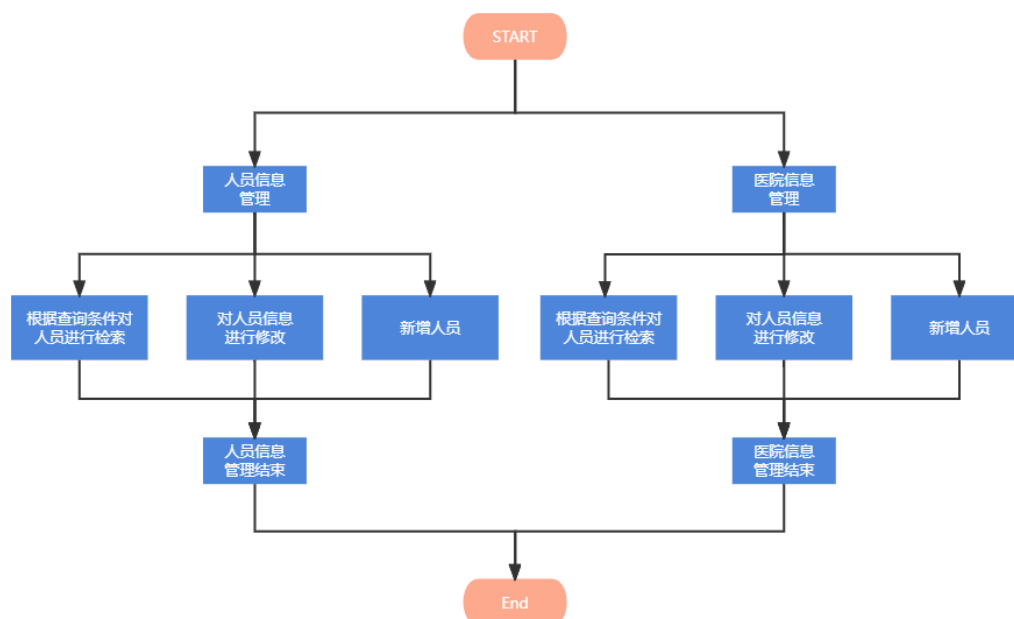 START
人员信息
管理
医院信息
管理
根据查询条件对
人员进行检索
对人员信息
进行修改
新增人员
根据查询条件对
人员进行检索
对人员信息
进行修改
新增人员
人员信息
管理结束
医院信息
管理结束
End